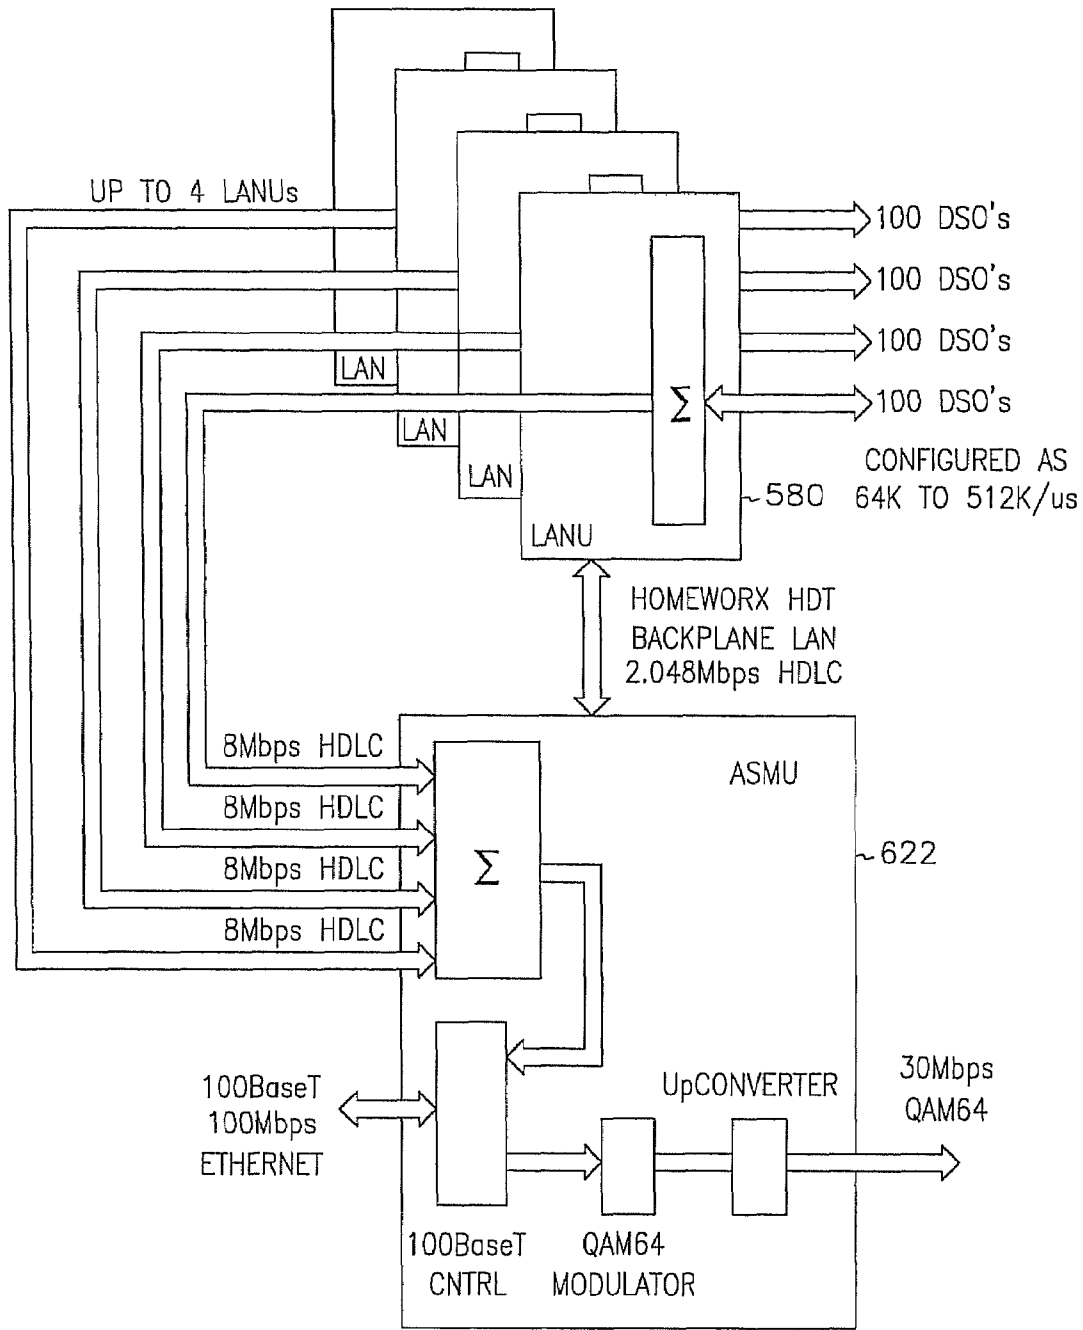 UP TO 4 LANUs
100 DSO's
100 DSO's
100 DSO's
100 DSO's
LAN
LAN
LAN
LANU
Σ
CONFIGURED AS
64K TO 512K/us
580
HOMEWORX HDT
BACKPLANE LAN
2.048Mbps HDLC
8Mbps HDLC
8Mbps HDLC
8Mbps HDLC
8Mbps HDLC
Σ
ASMU
622
100BaseT
100Mbps
ETHERNET
UpCONVERTER
30Mbps
QAM64
100BaseT
CNTRL
QAM64
MODULATOR